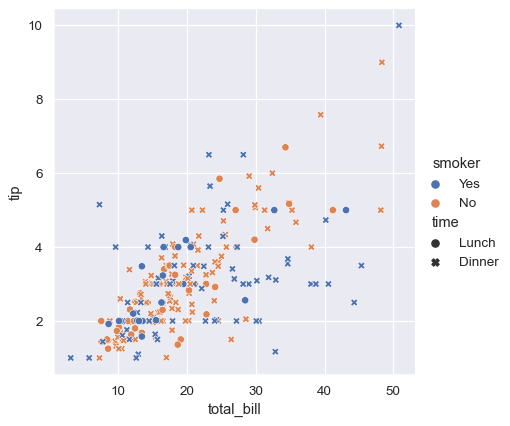 10
8
6
4
2
tip
10
20
30
40
50
total_bill
smoker
Yes
No
time
Lunch
Dinner